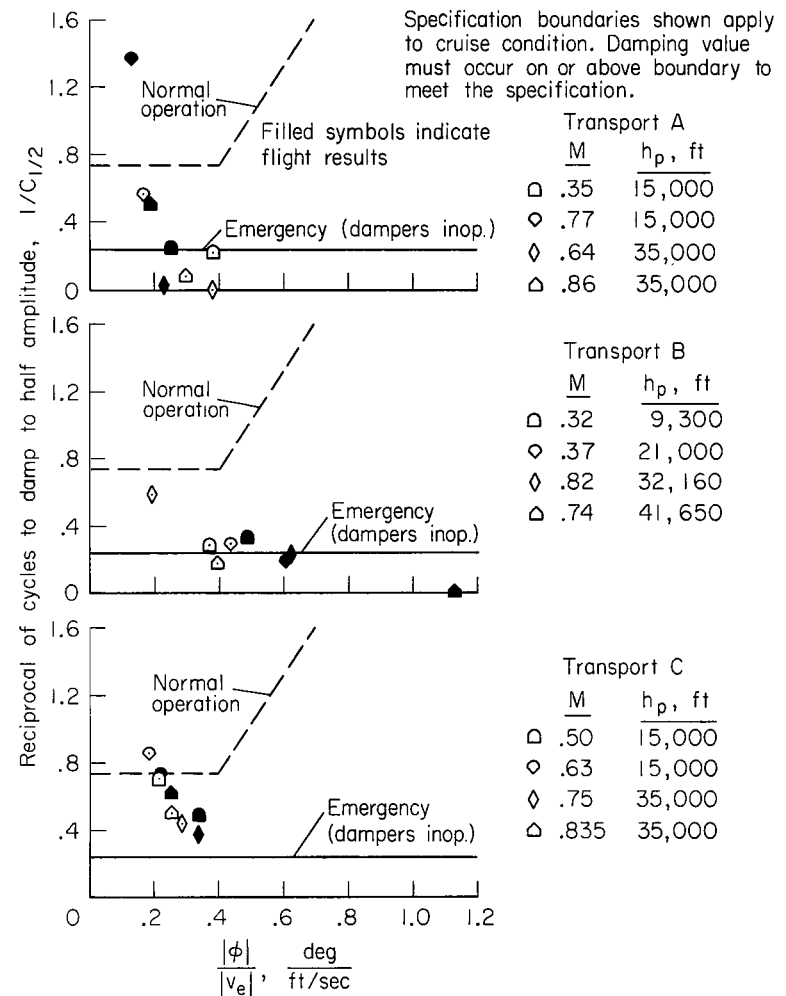 Specification boundaries shown apply
to cruise condition. Damping value
must occur on or above boundary to
meet the specification.
Reciprocal of cycles to damp to half amplitude, 1/C1/2
1.6
1.2
.8
.4
0
Normal
operation
Filled symbols indicate
flight results
Emergency (dampers inop.)
Transport A
M hp, ft
.35 15,000
.77 15,000
.64 35,000
.86 35,000
1.6
1.2
.8
.4
0
Normal
operation
Emergency
(dampers inop.)
Transport B
M hp, ft
.32 9,300
.37 21,000
.82 32,160
.74 41,650
1.6
1.2
.8
.4
Normal
operation
Emergency
(dampers inop.)
Transport C
M hp, ft
.50 15,000
.63 15,000
.75 35,000
.835 35,000
0 .2 .4 .6 .8 1.0 1.2
|φ| deg
|ve| , ft/sec